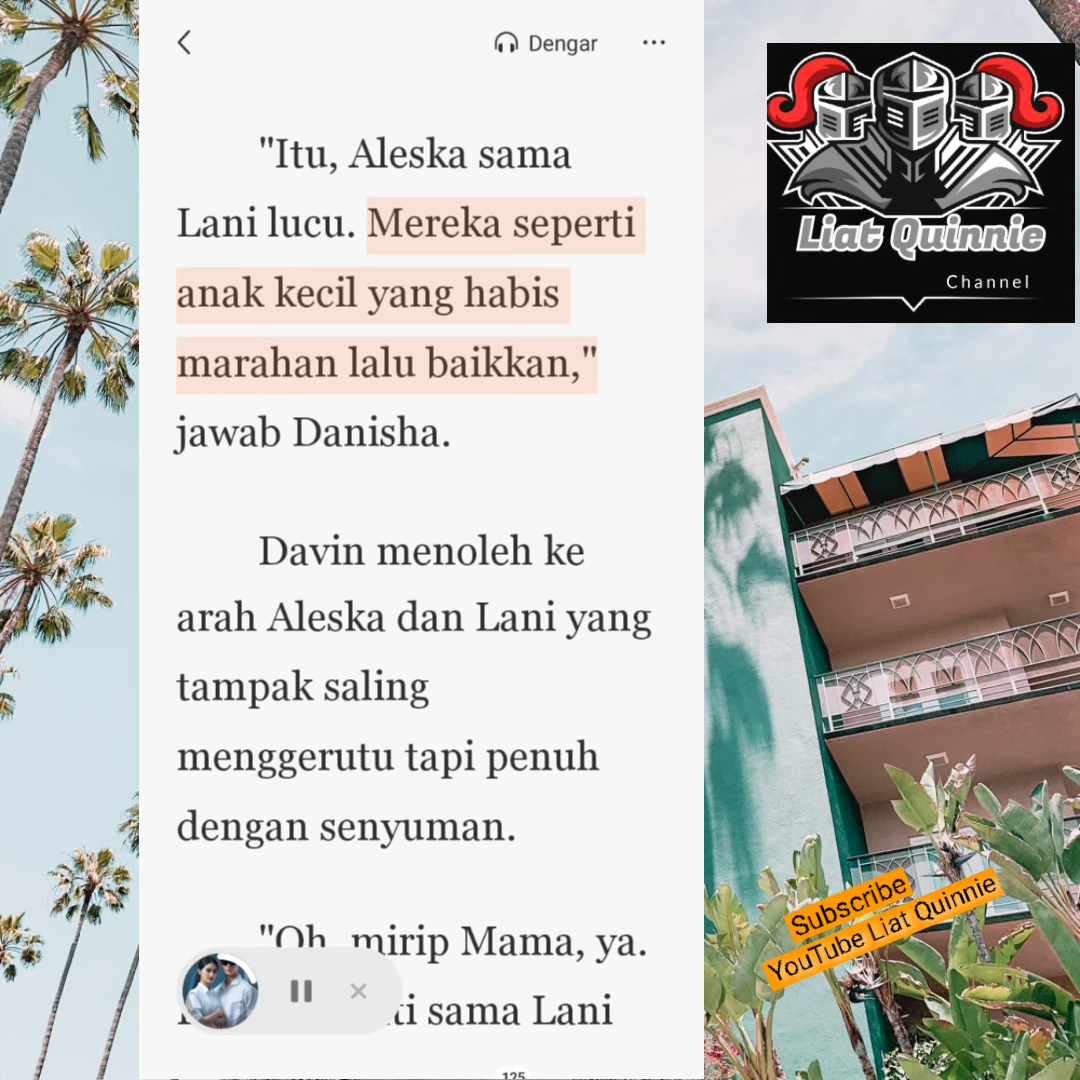 Dengar
"Itu, Aleska sama
Lani lucu. Mereka seperti
anak kecil yang habis
marahan lalu baikkan,"
jawab Danisha.
Davin menoleh ke
arah Aleska dan Lani yang
tampak saling
menggerutu tapi penuh
dengan senyuman.
"Oh, mirip Mama, ya.
sama Lani
125
Liat Quinnie
Channel
Subscribe
YouTube Liat Quinnie